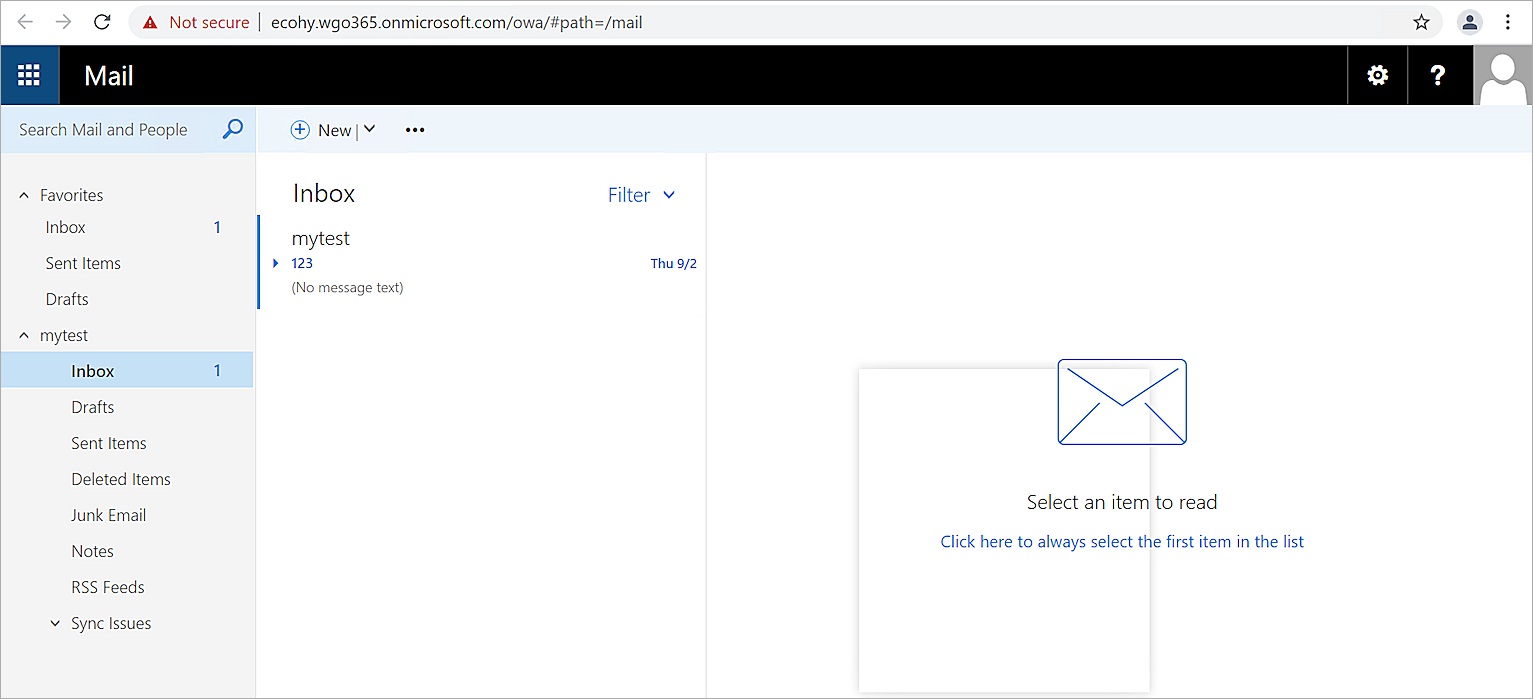 Not secure | ecohy.wgo365.onmicrosoft.com/owa/#path=/mail
Mail
?
Search Mail and People
New | 
Favorites
Inbox 1
Sent Items
Drafts
mytest
Inbox 1
Drafts
Sent Items
Deleted Items
Junk Email
Notes
RSS Feeds
Sync Issues
Inbox
Filter
mytest
123
Thu 9/2
(No message text)
Select an item to read
Click here to always select the first item in the list